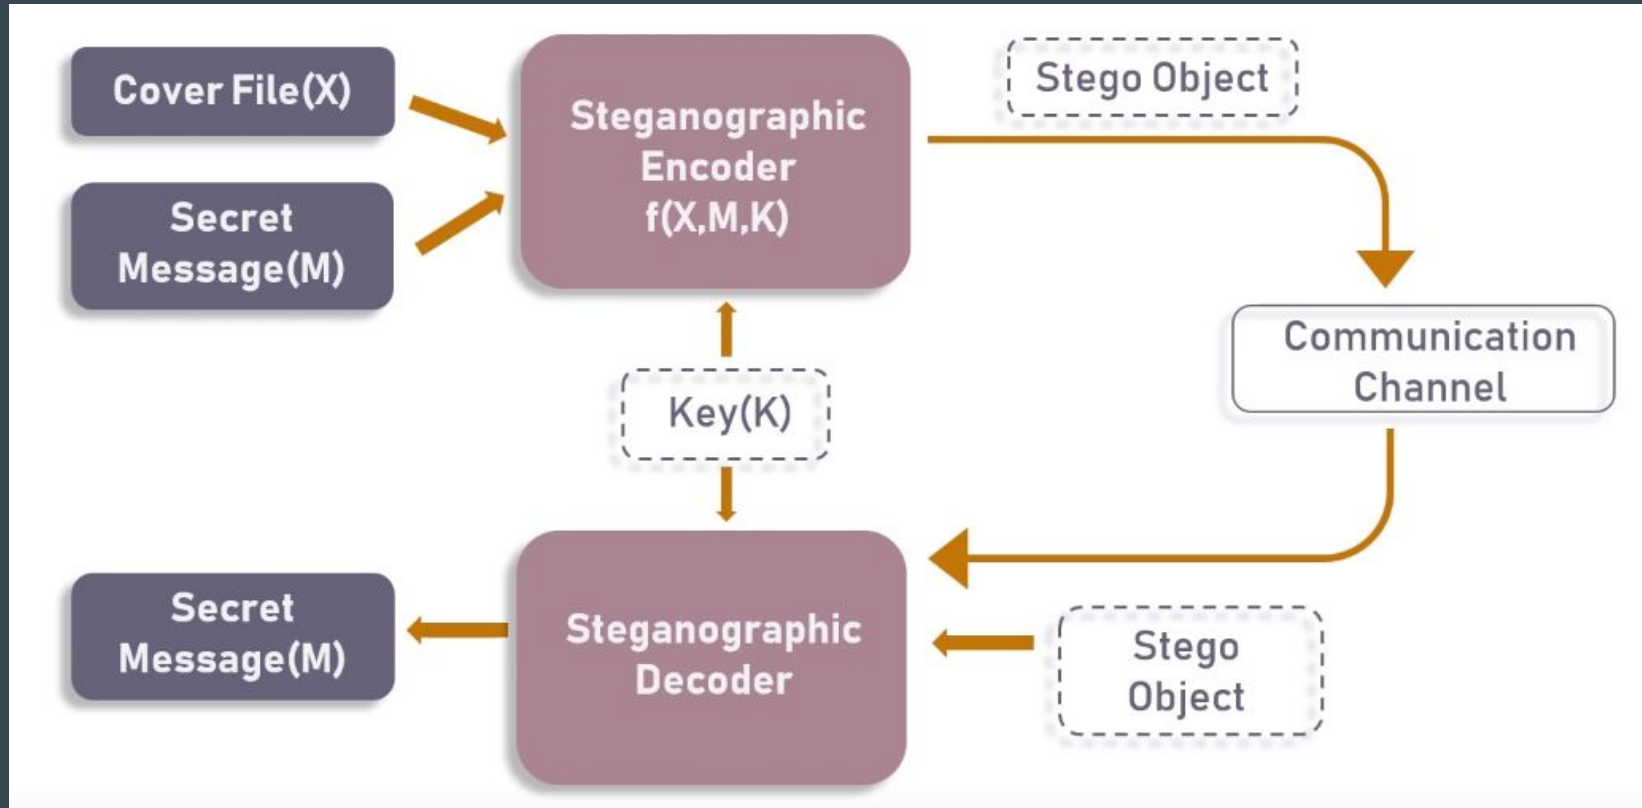 Cover File(X)
Secret
Message(M)
Steganographic
Encoder
f(X,M,K)
Stego Object
Communication
Channel
Key(K)
Secret
Message(M)
Steganographic
Decoder
Stego
Object